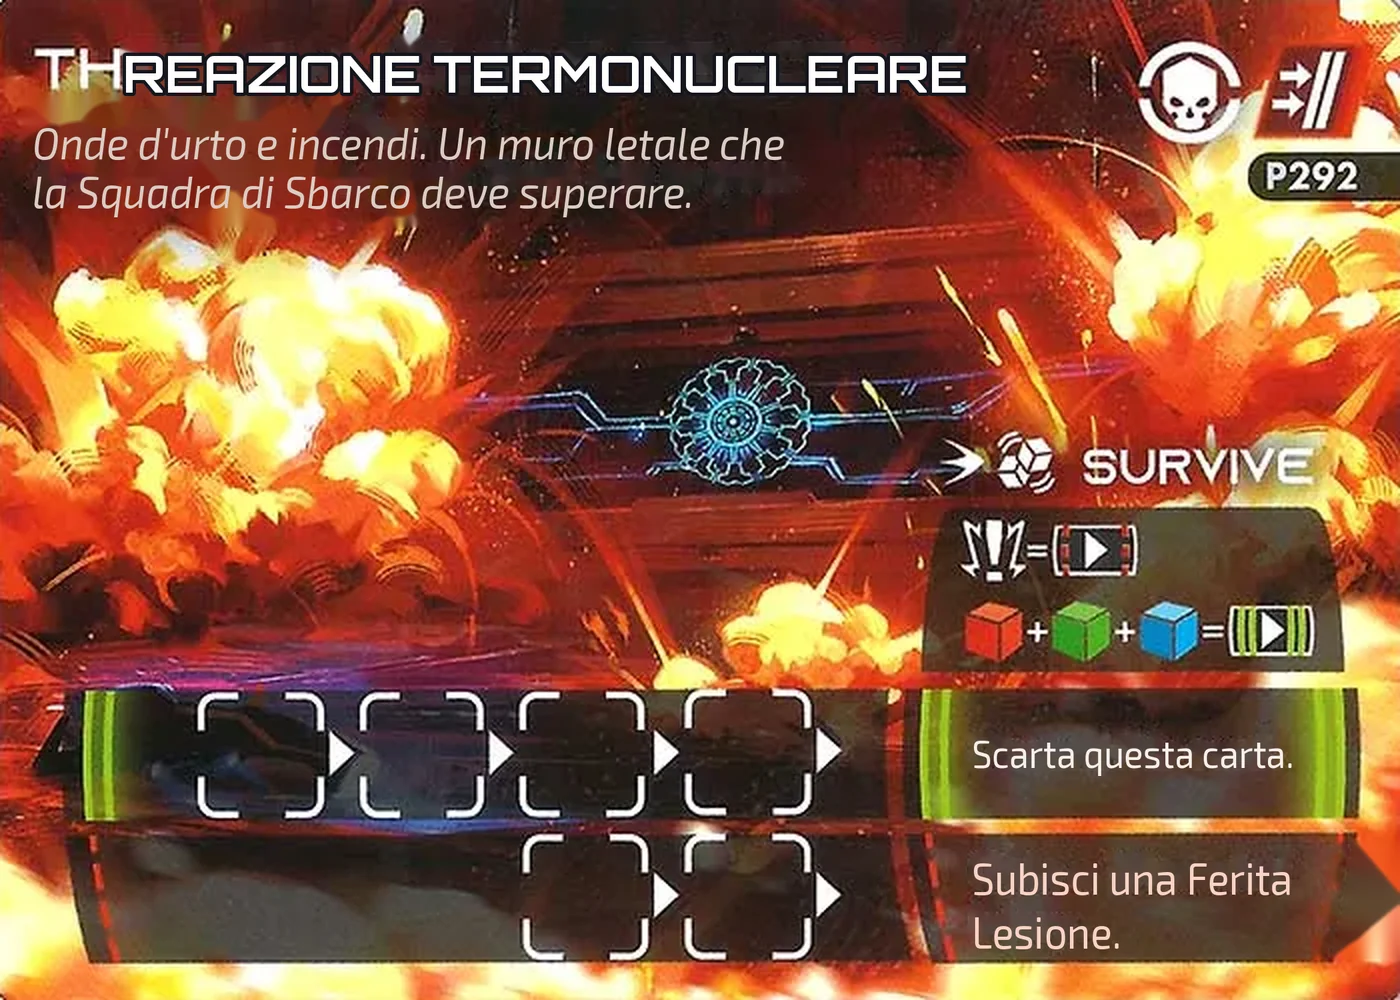 THREAZIONE TERMONUCLEARE
Onde d'urto e incendi. Un muro letale che
la Squadra di Sbarco deve superare.
P292
SURVIVE
!=
+ + =
Scarta questa carta.
Subisci una Ferita
Lesione.